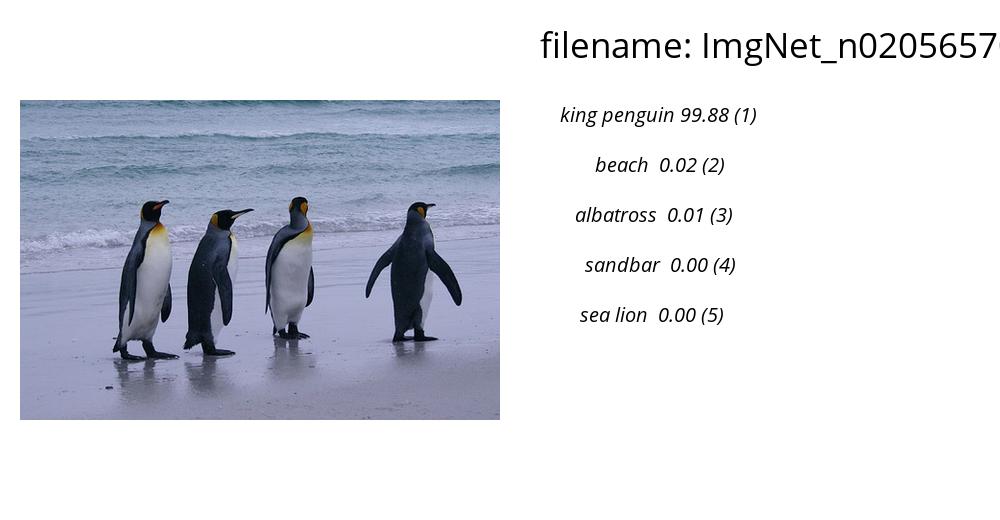 filename: ImgNet_n0205657
king penguin 99.88 (1)
beach 0.02 (2)
albatross 0.01 (3)
sandbar 0.00 (4)
sea lion 0.00 (5)